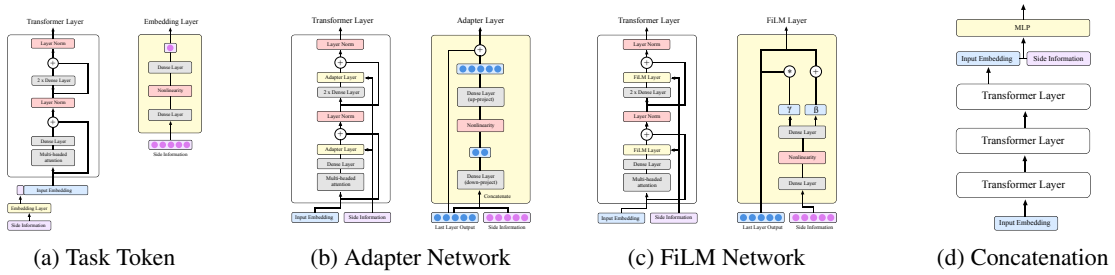 Transformer Layer
Layer Norm
+
2 x Dense Layer
Layer Norm
+
Dense Layer
Multi-headed
attention
Input Embedding
Embedding Layer
Side Information
Embedding Layer
Dense Layer
Nonlinearity
Dense Layer
Side Information
(a) Task Token
Transformer Layer
Layer Norm
+
Adapter Layer
2 x Dense Layer
Layer Norm
+
Adapter Layer
Dense Layer
Multi-headed
attention
Input Embedding
Side Information
Adapter Layer
+
Dense Layer
(up-project)
Nonlinearity
Dense Layer
(down-project)
Concatenate
Last Layer Output
Side Information
(b) Adapter Network
Transformer Layer
Layer Norm
+
FiLM Layer
2 x Dense Layer
Layer Norm
+
FiLM Layer
Dense Layer
Multi-headed
attention
Input Embedding
Side Information
FiLM Layer
*
+
γ
β
Dense Layer
Nonlinearity
Dense Layer
Last Layer Output
Side Information
(c) FiLM Network
MLP
Input Embedding
Side Information
Transformer Layer
Transformer Layer
Transformer Layer
Input Embedding
(d) Concatenation